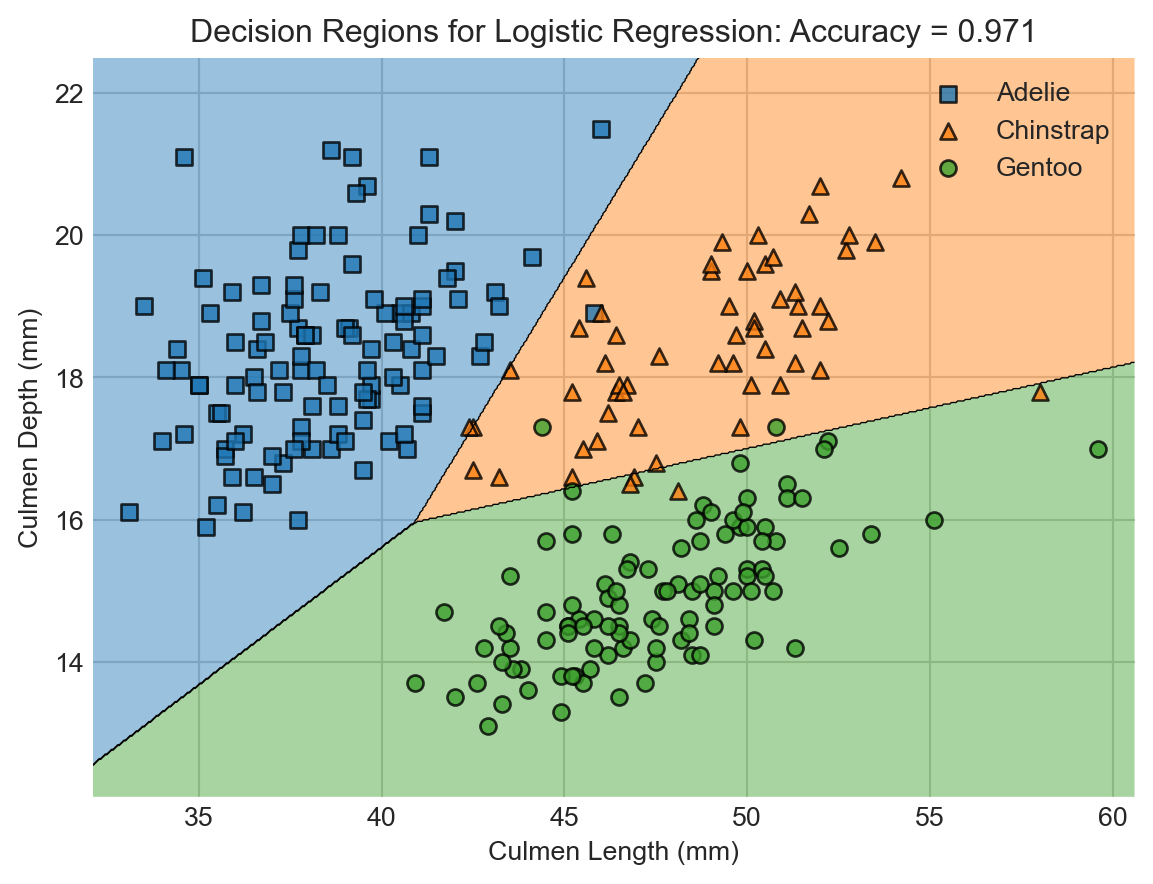 Decision Regions for Logistic Regression: Accuracy = 0.971
Adelie
Chinstrap
Gentoo
22
20
18
16
14
Culmen Depth (mm)
35 40 45 50 55 60
Culmen Length (mm)